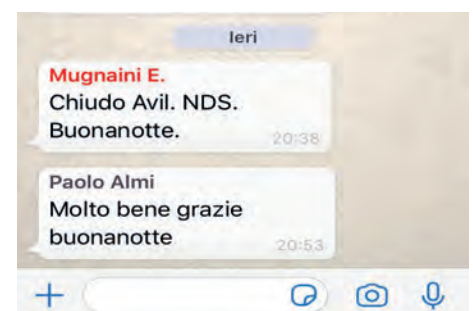 Ieri
Mugnaini E.
Chiudo Avil. NDS.
Buonanotte.
20:38
Paolo Almi
Molto bene grazie
buonanotte
20:53